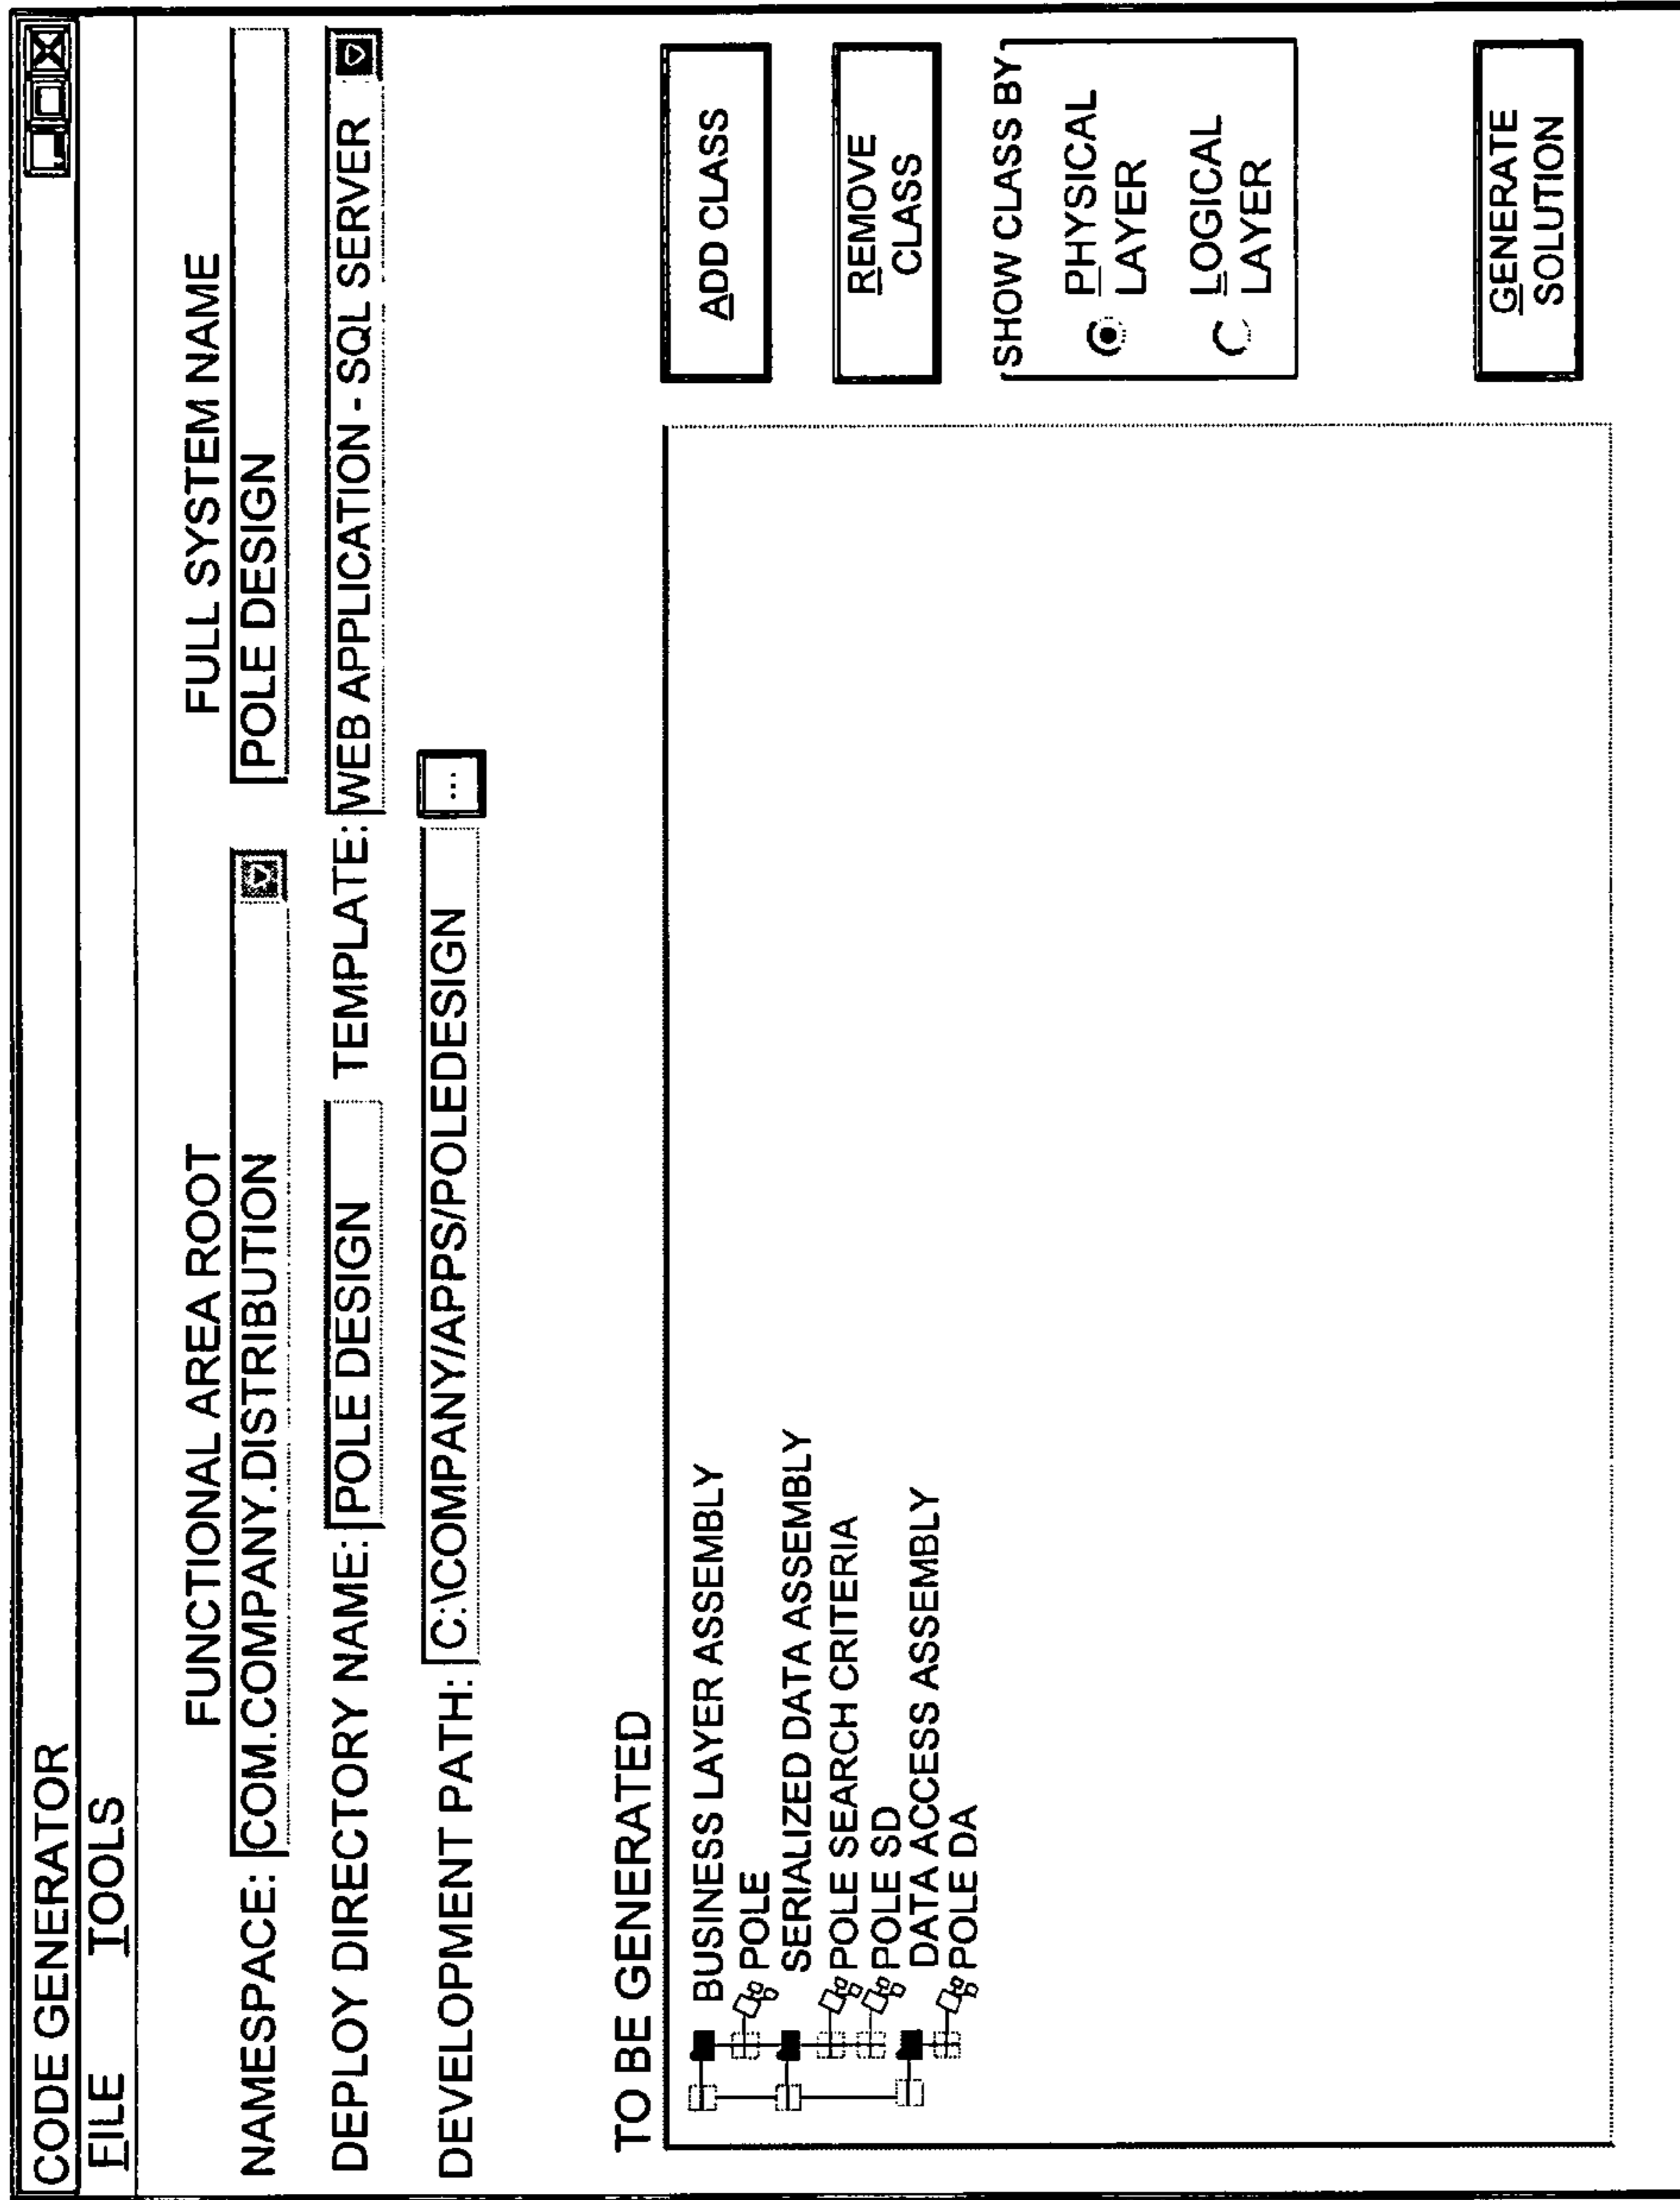 CODE GENERATOR
FILE TOOLS
FUNCTIONAL AREA ROOT FULL SYSTEM NAME
NAMESPACE: COM.COMPANY.DISTRIBUTION POLE DESIGN
DEPLOY DIRECTORY NAME: POLE DESIGN TEMPLATE: WEB APPLICATION - SQL SERVER
DEVELOPMENT PATH: C:\COMPANY/APPS/POLEDESIGN ...
TO BE GENERATED
BUSINESS LAYER ASSEMBLY
POLE
SERIALIZED DATA ASSEMBLY
POLE SEARCH CRITERIA
POLE SD
DATA ACCESS ASSEMBLY
POLE DA
ADD CLASS
REMOVE
CLASS
SHOW CLASS BY
PHYSICAL
LAYER
LOGICAL
LAYER
GENERATE
SOLUTION